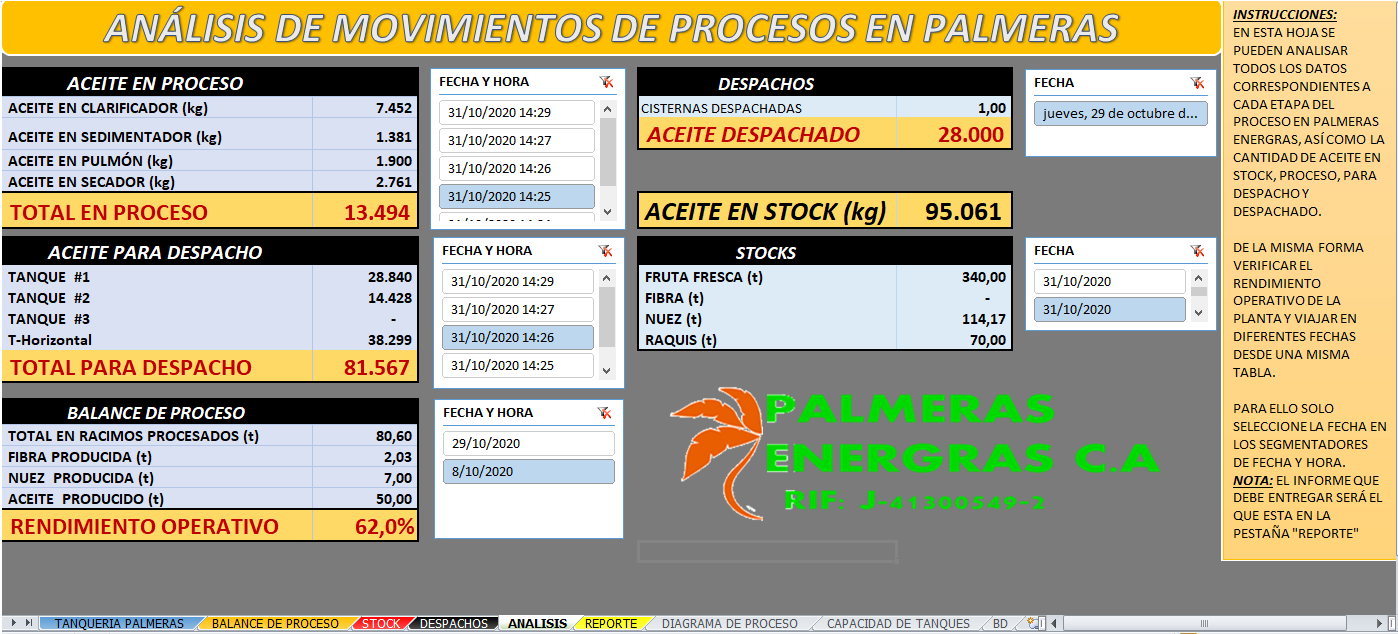 ANÁLISIS DE MOVIMIENTOS DE PROCESOS EN PALMERAS
ACEITE EN PROCESO
ACEITE EN CLARIFICADOR (kg) 7.452
ACEITE EN SEDIMENTADOR (kg) 1.381
ACEITE EN PULMÓN (kg) 1.900
ACEITE EN SECADOR (kg) 2.761
TOTAL EN PROCESO 13.494
FECHA Y HORA
31/10/2020 14:29
31/10/2020 14:27
31/10/2020 14:26
31/10/2020 14:25
DESPACHOS
CISTERNAS DESPACHADAS 1,00
ACEITE DESPACHADO 28.000
FECHA
jueves, 29 de octubre d...
ACEITE EN STOCK (kg) 95.061
ACEITE PARA DESPACHO
TANQUE #1 28.840
TANQUE #2 14.428
TANQUE #3 -
T-Horizontal 38.299
TOTAL PARA DESPACHO 81.567
FECHA Y HORA
31/10/2020 14:29
31/10/2020 14:27
31/10/2020 14:26
31/10/2020 14:25
STOCKS
FRUTA FRESCA (t) 340,00
FIBRA (t) -
NUEZ (t) 114,17
RAQUIS (t) 70,00
FECHA
31/10/2020
31/10/2020
BALANCE DE PROCESO
TOTAL EN RACIMOS PROCESADOS (t) 80,60
FIBRA PRODUCIDA (t) 2,03
NUEZ PRODUCIDA (t) 7,00
ACEITE PRODUCIDO (t) 50,00
RENDIMIENTO OPERATIVO 62,0%
FECHA Y HORA
29/10/2020
8/10/2020
PALMERAS
ENERGRAS C.A
RIF: J-41300549-2
INSTRUCCIONES:
EN ESTA HOJA SE
PUEDEN ANALISAR
TODOS LOS DATOS
CORRESPONDIENTES A
CADA ETAPA DEL
PROCESO EN PALMERAS
ENERGRAS, ASÍ COMO LA
CANTIDAD DE ACEITE EN
STOCK, PROCESO, PARA
DESPACHO Y
DESPACHADO.
DE LA MISMA FORMA
VERIFICAR EL
RENDIMIENTO
OPERATIVO DE LA
PLANTA Y VIAJAR EN
DIFERENTES FECHAS
DESDE UNA MISMA
TABLA.
PARA ELLO SOLO
SELECCIONE LA FECHA EN
LOS SEGMENTADORES
DE FECHA Y HORA.
NOTA: EL INFORME QUE
DEBE ENTREGAR SERÁ EL
QUE ESTA EN LA
PESTAÑA "REPORTE"
TANQUERIA PALMERAS BALANCE DE PROCESO STOCK DESPACHOS ANALISIS REPORTE DIAGRAMA DE PROCESO CAPACIDAD DE TANQUES BD